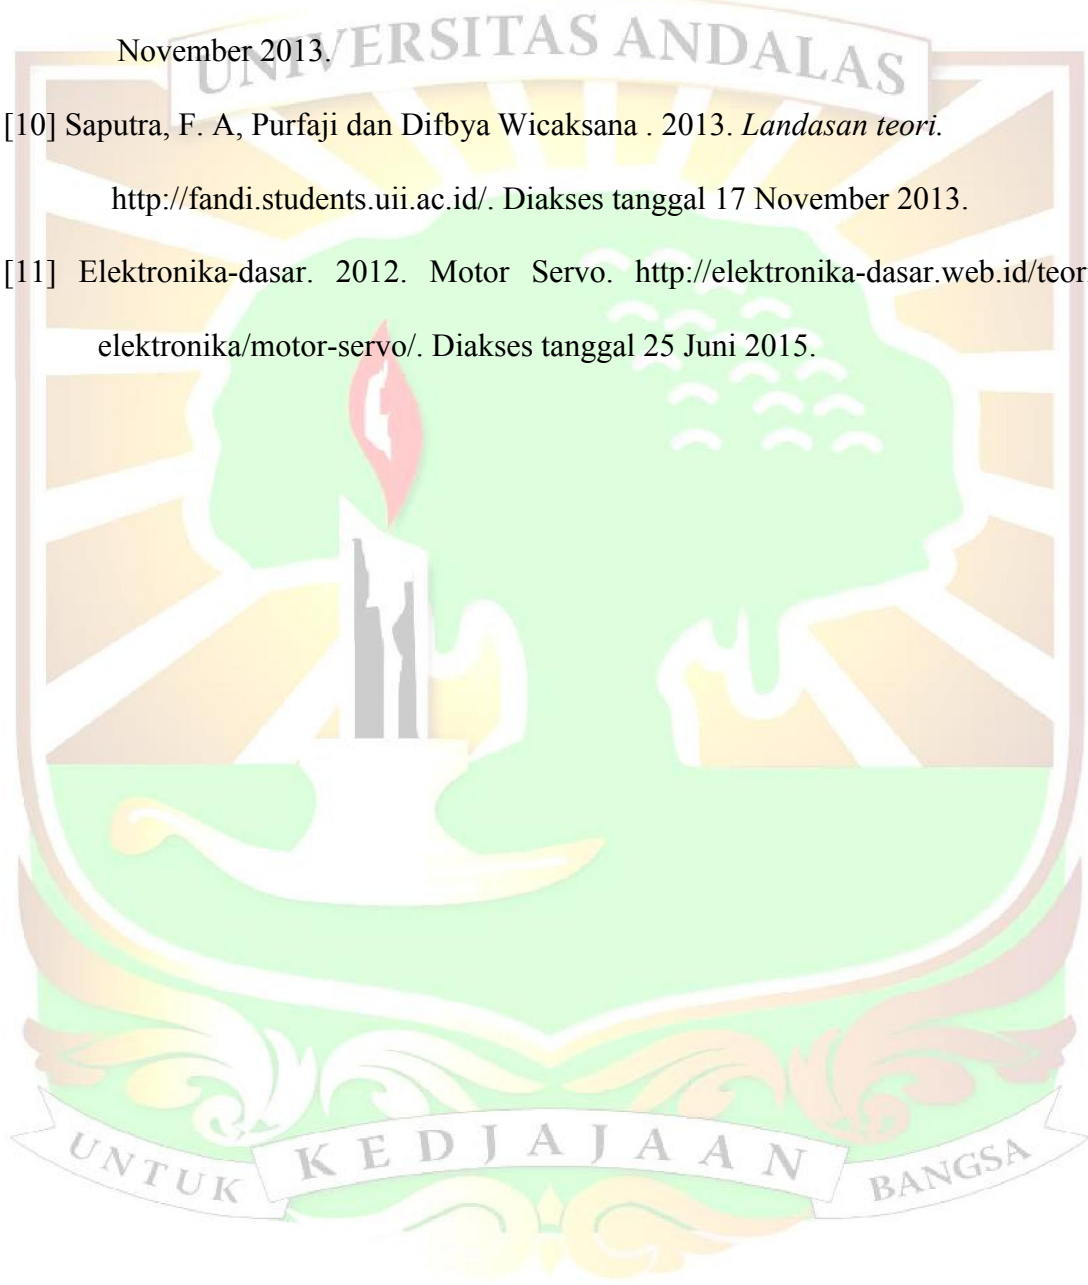 November 2013.
UNIVERSITAS ANDALAS
[10] Saputra, F. A, Purfaji dan Difbya Wicaksana . 2013. Landasan teori.
http://fandi.students.uii.ac.id/. Diakses tanggal 17 November 2013.
[11] Elektronika-dasar. 2012. Motor Servo. http://elektronika-dasar.web.id/teor
elektronika/motor-servo/. Diakses tanggal 25 Juni 2015.
UNTUK KEDJAJAAN BANGSA